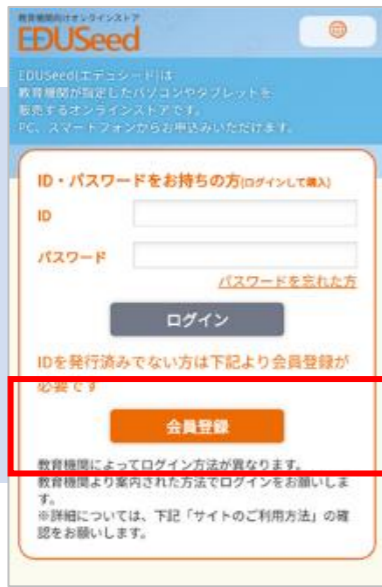 教育機関向けオンラインストア
EDUSeed
EDUSeed(エデュシード)は
教育機関が指定したパソコンやタブレットを
販売するオンラインストアです。
PC、スマートフォンからお申込みいただけます。
ID・パスワードをお持ちの方(ログインして購入)
ID
パスワード
パスワードを忘れた方
ログイン
IDを発行済みでない方は下記より会員登録が
必要です
会員登録
教育機関によってログイン方法が異なります。
教育機関より案内された方法でログインをお願いしま
す。
※詳細については、下記「サイトのご利用方法」の確
認をお願いします。